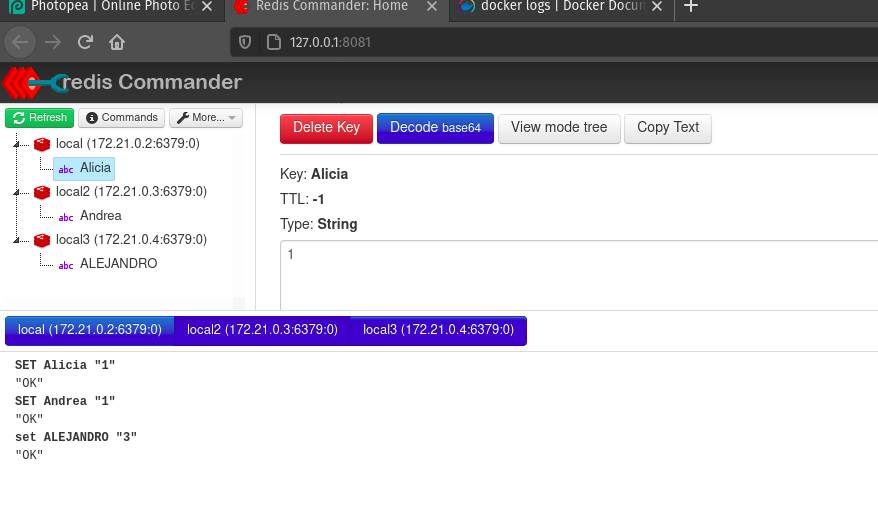 Photopea | Online Photo E
Redis Commander: Home
docker logs | Docker Docu
127.0.0.1:8081
redis Commander
Refresh
Commands
More...
local (172.21.0.2:6379:0)
abc Alicia
local2 (172.21.0.3:6379:0)
abc Andrea
local3 (172.21.0.4:6379:0)
abc ALEJANDRO
Delete Key
Decode base64
View mode tree
Copy Text
Key: Alicia
TTL: -1
Type: String
1
local (172.21.0.2:6379:0)
local2 (172.21.0.3:6379:0)
local3 (172.21.0.4:6379:0)
SET Alicia "1"
"OK"
SET Andrea "1"
"OK"
set ALEJANDRO "3"
"OK"